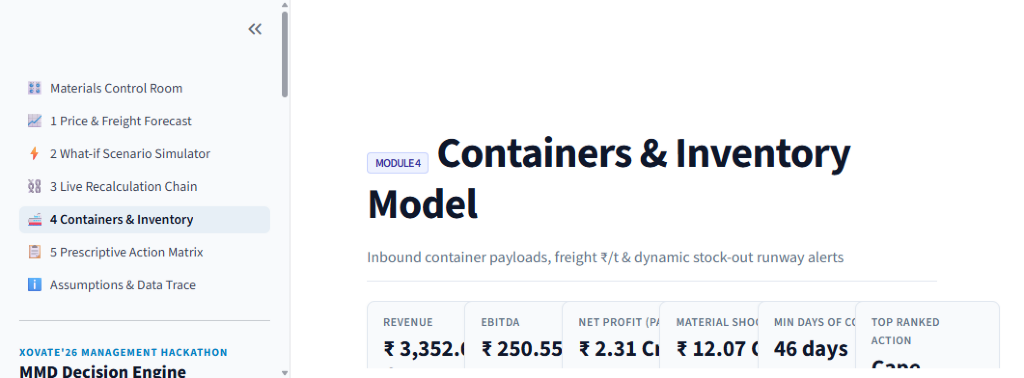 Materials Control Room
1 Price & Freight Forecast
2 What-if Scenario Simulator
3 Live Recalculation Chain
4 Containers & Inventory
5 Prescriptive Action Matrix
Assumptions & Data Trace
XOVATE'26 MANAGEMENT HACKATHON
MMD Decision Engine
MODULE 4 Containers & Inventory
Model
Inbound container payloads, freight ₹/t & dynamic stock-out runway alerts
REVENUE
₹ 3,352.
EBITDA
₹ 250.55
NET PROFIT (PA
₹ 2.31 Cr
MATERIAL SHOC
₹ 12.07
MIN DAYS OF CO
46 days
TOP RANKED
ACTION
Cape